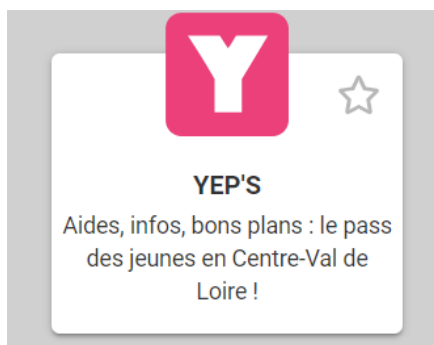 Y
YEP'S
Aides, infos, bons plans : le pass
des jeunes en Centre-Val de
Loire !